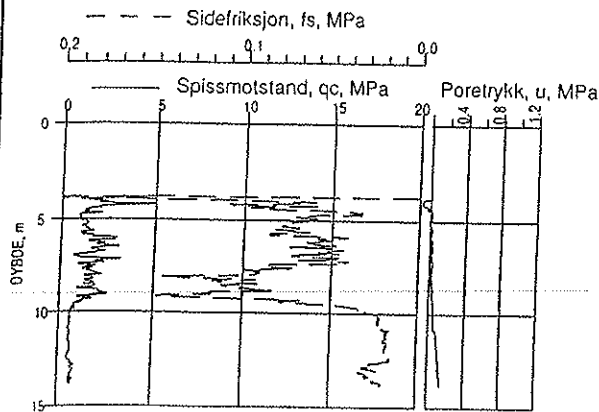 Sidefriksjon, fs, MPa
0,2 0,1 0,0
Spissmotstand, qc, MPa Poretrykk, u, MPa
0 5 10 15 20 0.4 0.8 1.2
0
5
10
15
DYBDE, m